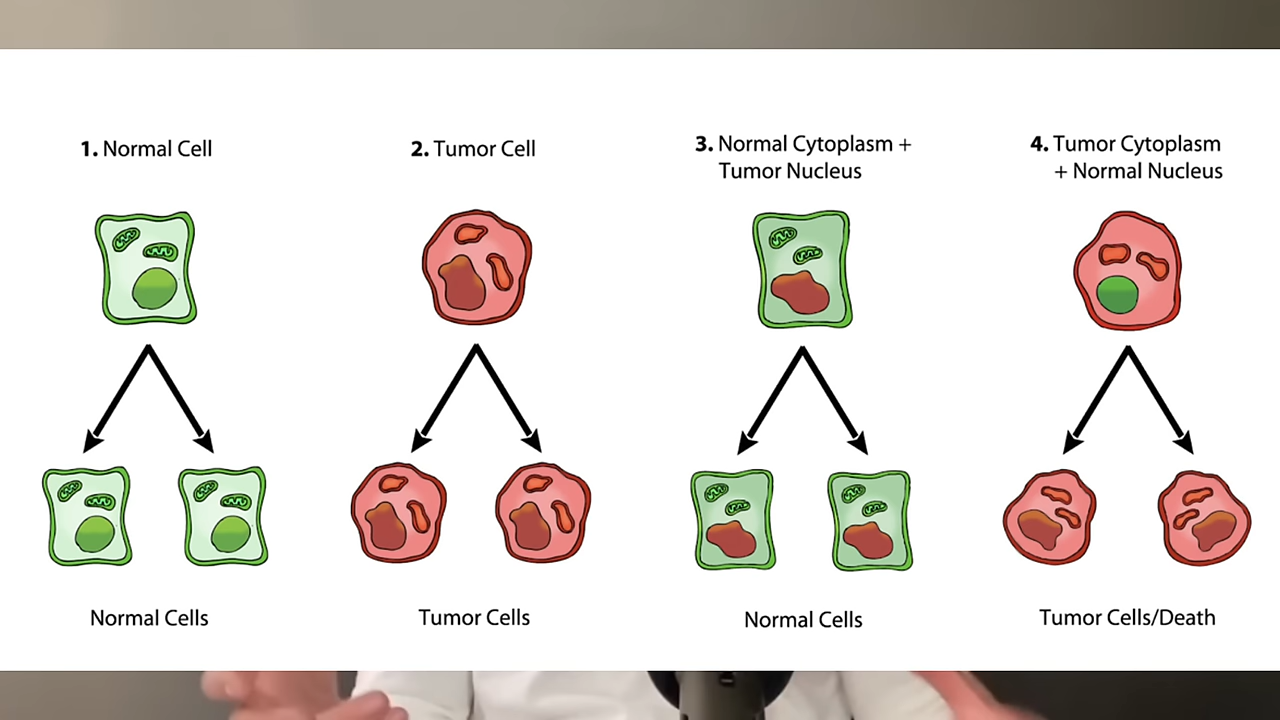 1. Normal Cell
2. Tumor Cell
3. Normal Cytoplasm +
Tumor Nucleus
4. Tumor Cytoplasm
+ Normal Nucleus
Normal Cells
Tumor Cells
Normal Cells
Tumor Cells/Death